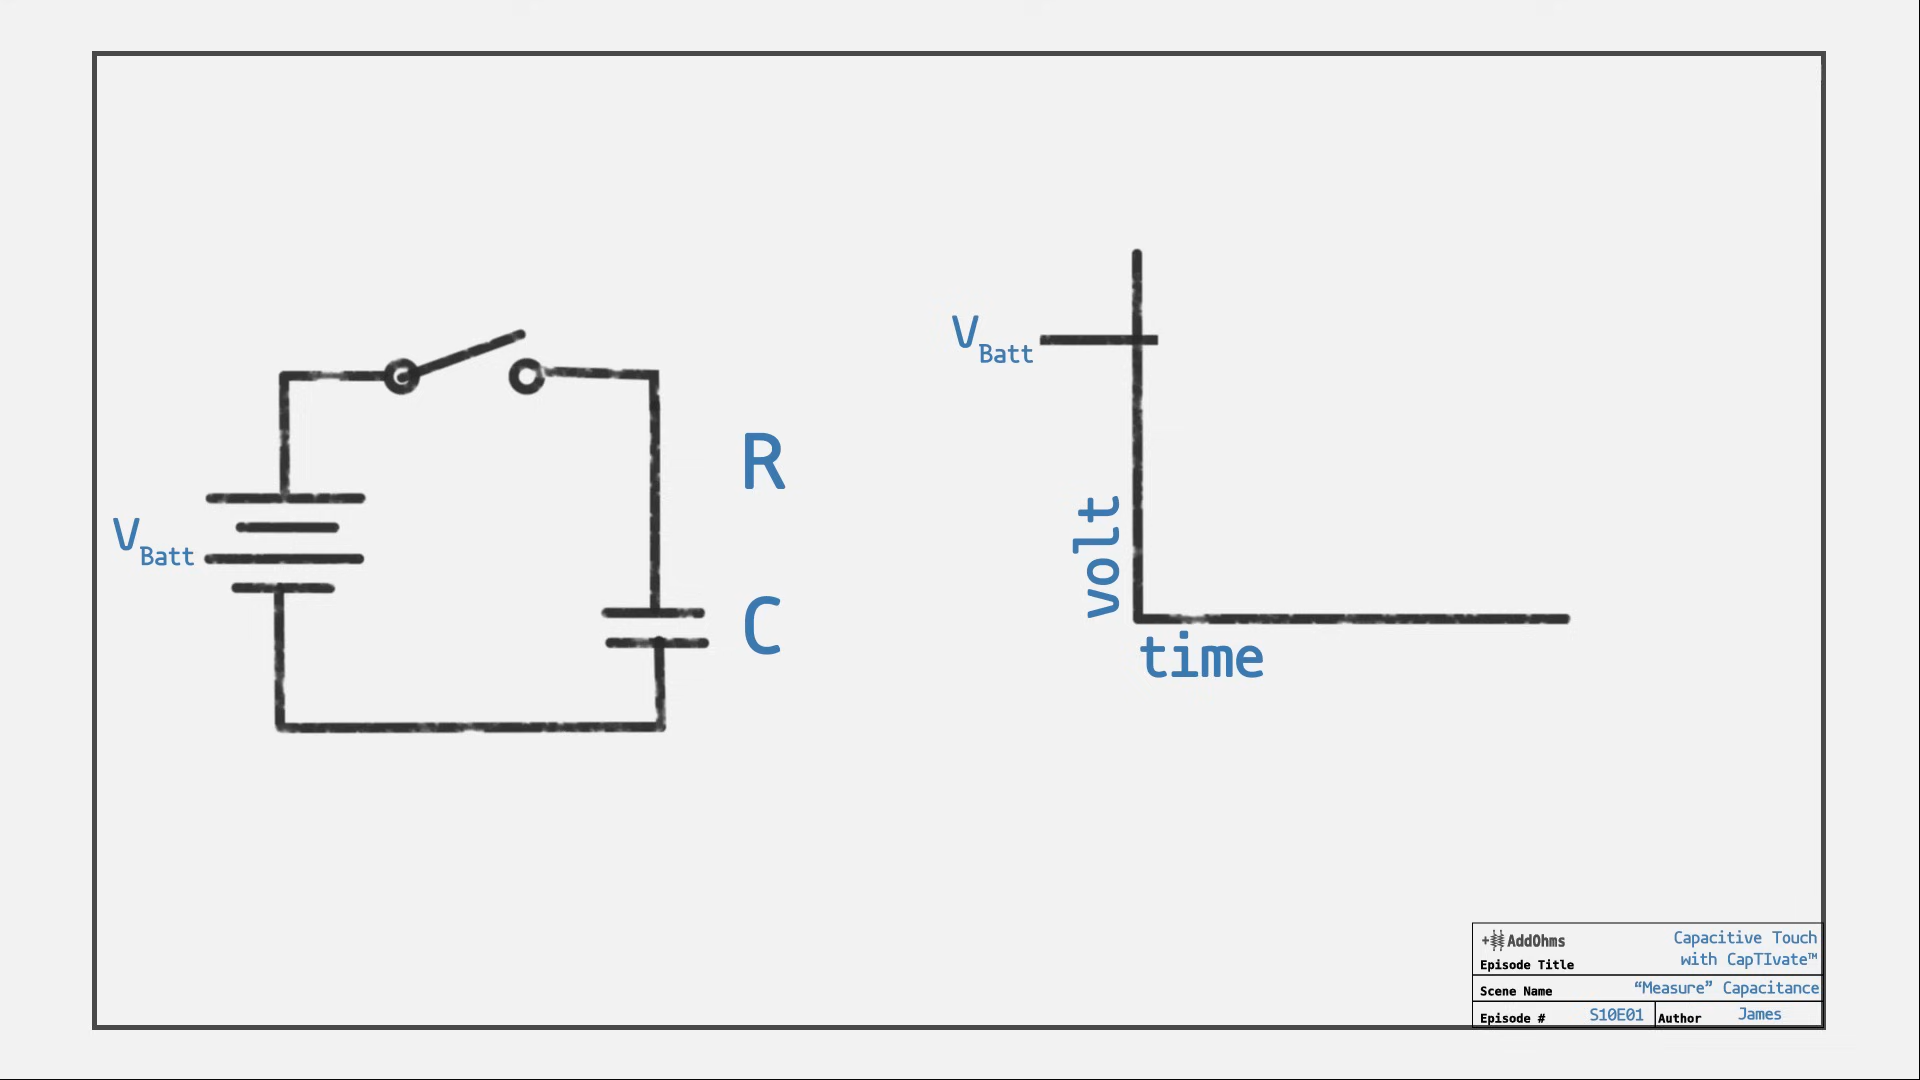 V Batt
R
C
V Batt
volt
time
+AddOhms
Episode Title
Capacitive Touch
with CapTIvate™
Scene Name
“Measure” Capacitance
Episode # S10E01 Author James